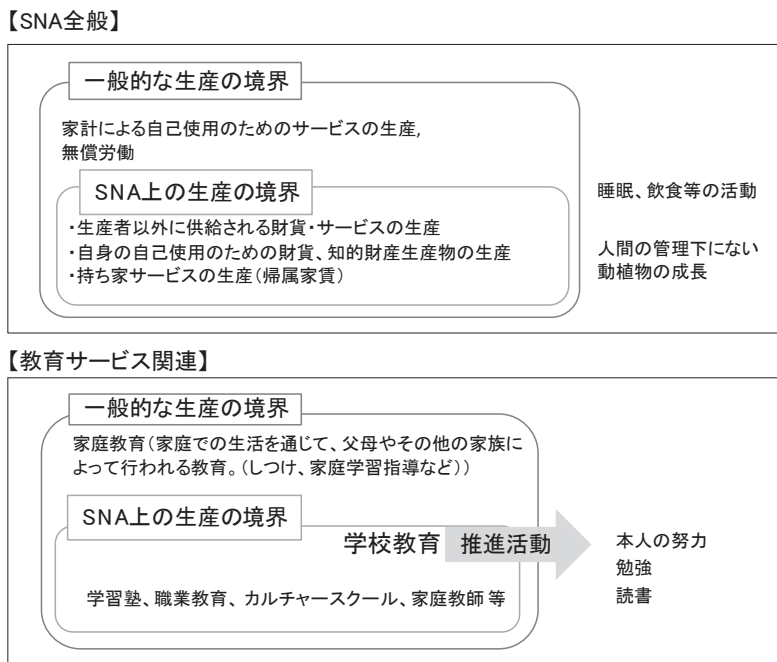 【SNA全般】
一般的な生産の境界
家計による自己使用のためのサービスの生産,
無償労働
SNA上の生産の境界
・生産者以外に供給される財貨・サービスの生産
・自身の自己使用のための財貨、知的財産生産物の生産
・持ち家サービスの生産(帰属家賃)
睡眠、飲食等の活動
人間の管理下にない
動植物の成長
【教育サービス関連】
一般的な生産の境界
家庭教育(家庭での生活を通じて、父母やその他の家族に
よって行われる教育。(しつけ、家庭学習指導など))
SNA上の生産の境界
学校教育 推進活動
学習塾、職業教育、カルチャースクール、家庭教師 等
本人の努力
勉強
読書